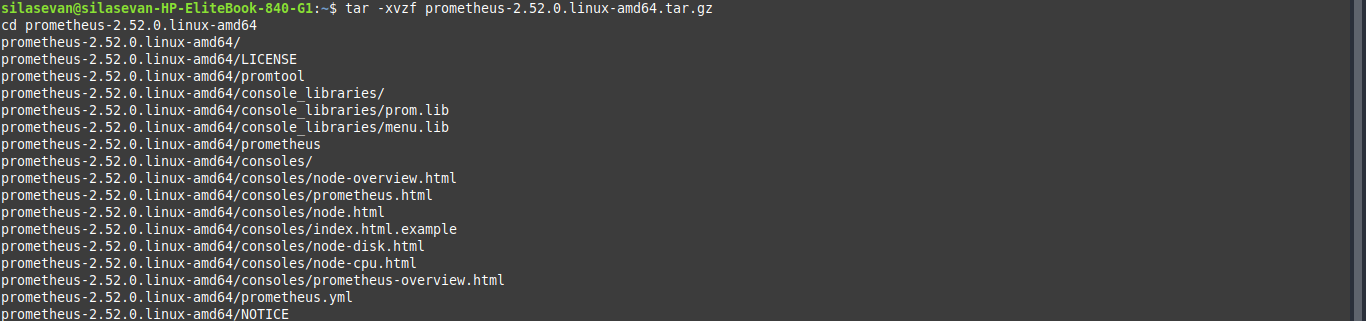 silasevan@silasevan-HP-EliteBook-840-G1:~$ tar -xvzf prometheus-2.52.0.linux-amd64.tar.gz
cd prometheus-2.52.0.linux-amd64
prometheus-2.52.0.linux-amd64/
prometheus-2.52.0.linux-amd64/LICENSE
prometheus-2.52.0.linux-amd64/promtool
prometheus-2.52.0.linux-amd64/console_libraries/
prometheus-2.52.0.linux-amd64/console_libraries/prom.lib
prometheus-2.52.0.linux-amd64/console_libraries/menu.lib
prometheus-2.52.0.linux-amd64/prometheus
prometheus-2.52.0.linux-amd64/consoles/
prometheus-2.52.0.linux-amd64/consoles/node-overview.html
prometheus-2.52.0.linux-amd64/consoles/prometheus.html
prometheus-2.52.0.linux-amd64/consoles/node.html
prometheus-2.52.0.linux-amd64/consoles/index.html.example
prometheus-2.52.0.linux-amd64/consoles/node-disk.html
prometheus-2.52.0.linux-amd64/consoles/node-cpu.html
prometheus-2.52.0.linux-amd64/consoles/prometheus-overview.html
prometheus-2.52.0.linux-amd64/prometheus.yml
prometheus-2.52.0.linux-amd64/NOTICE